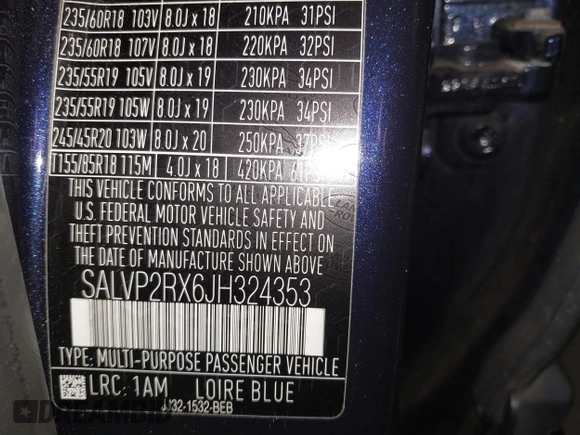 235/60R18 103V 8.0J x 18 210KPA 31PSI
235/60R18 107V 8.0J x 18 220KPA 32PSI
235/55R19 105V 8.0J x 19 230KPA 34PSI
235/55R19 105W 8.0J x 19 230KPA 34PSI
245/45R20 103W 8.0J x 20 250KPA 37PSI
T155/85R18 115M 4.0J x 18 420KPA
THIS VEHICLE CONFORMS TO ALL APPLICABLE
U.S. FEDERAL MOTOR VEHICLE SAFETY AND
THEFT PREVENTION STANDARDS IN EFFECT ON
THE DATE OF MANUFACTURE SHOWN ABOVE.
LAND ROVER
SALVP2RX6JH324353
TYPE: MULTI-PURPOSE PASSENGER VEHICLE
LRC: 1AM LOIRE BLUE
JJ32-1532-BEB
DREAMBID